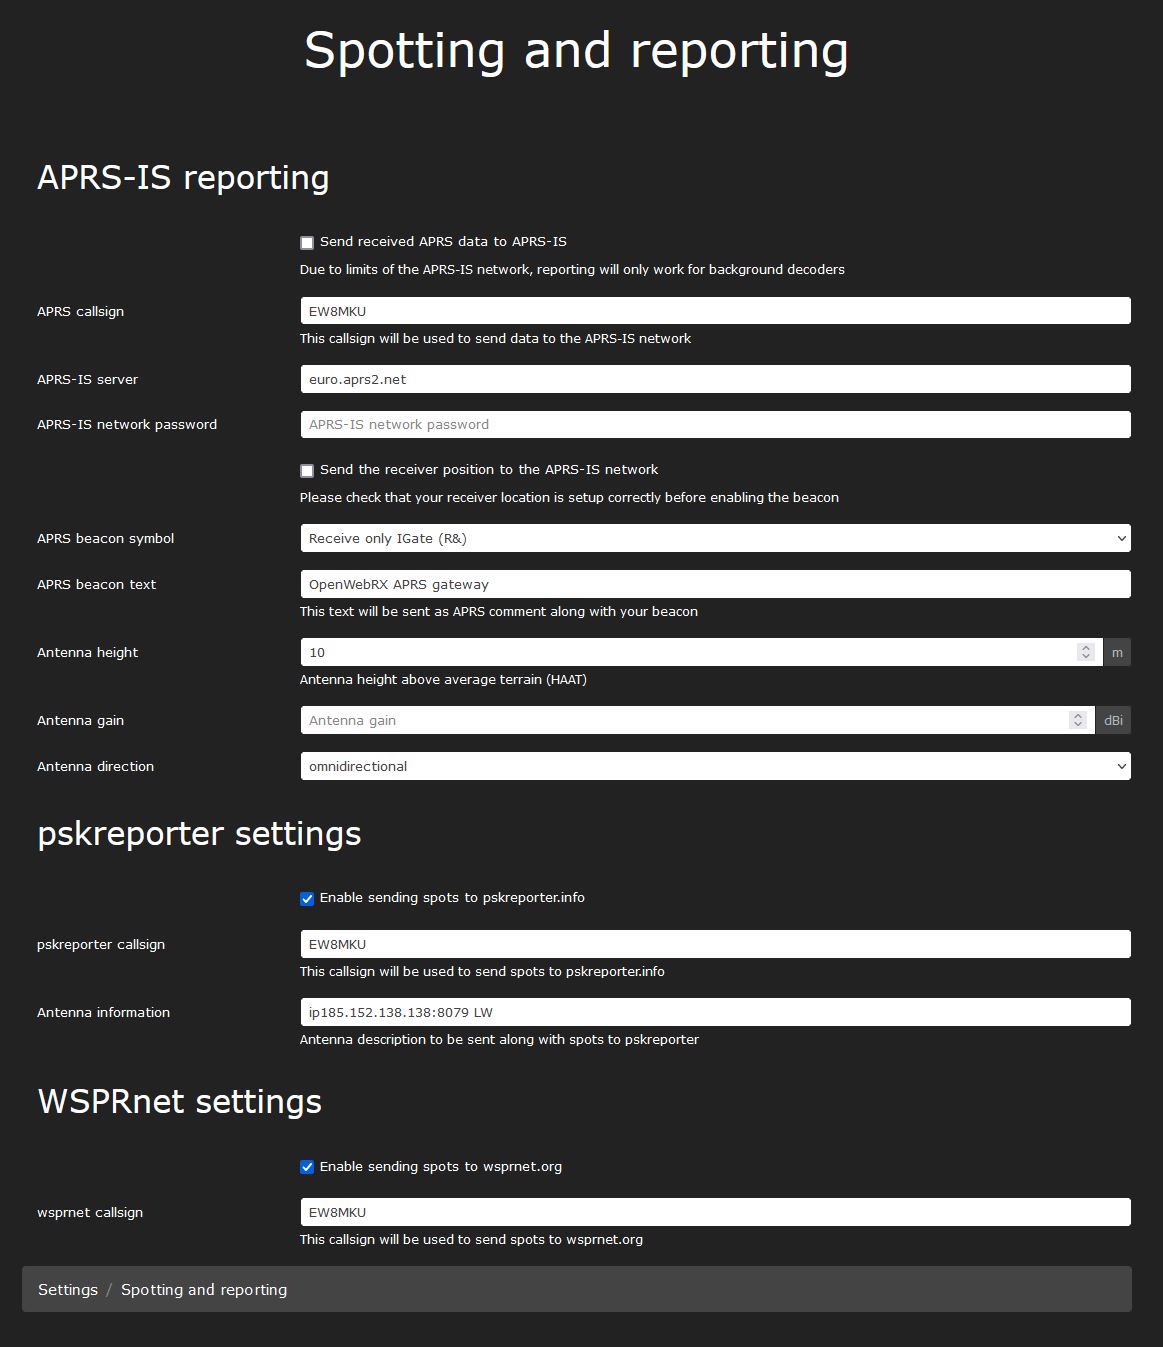 Spotting and reporting
APRS-IS reporting
Send received APRS data to APRS-IS
Due to limits of the APRS-IS network, reporting will only work for background decoders
APRS callsign
EW8MKU
This callsign will be used to send data to the APRS-IS network
APRS-IS server
euro.aprs2.net
APRS-IS network password
APRS-IS network password
Send the receiver position to the APRS-IS network
Please check that your receiver location is setup correctly before enabling the beacon
APRS beacon symbol
Receive only IGate (R&)
APRS beacon text
OpenWebRX APRS gateway
This text will be sent as APRS comment along with your beacon
Antenna height
10
m
Antenna height above average terrain (HAAT)
Antenna gain
Antenna gain
dBi
Antenna direction
omnidirectional
pskreporter settings
Enable sending spots to pskreporter.info
pskreporter callsign
EW8MKU
This callsign will be used to send spots to pskreporter.info
Antenna information
ip185.152.138.138:8079 LW
Antenna description to be sent along with spots to pskreporter
WSPRnet settings
Enable sending spots to wsprnet.org
wsprnet callsign
EW8MKU
This callsign will be used to send spots to wsprnet.org
Settings / Spotting and reporting